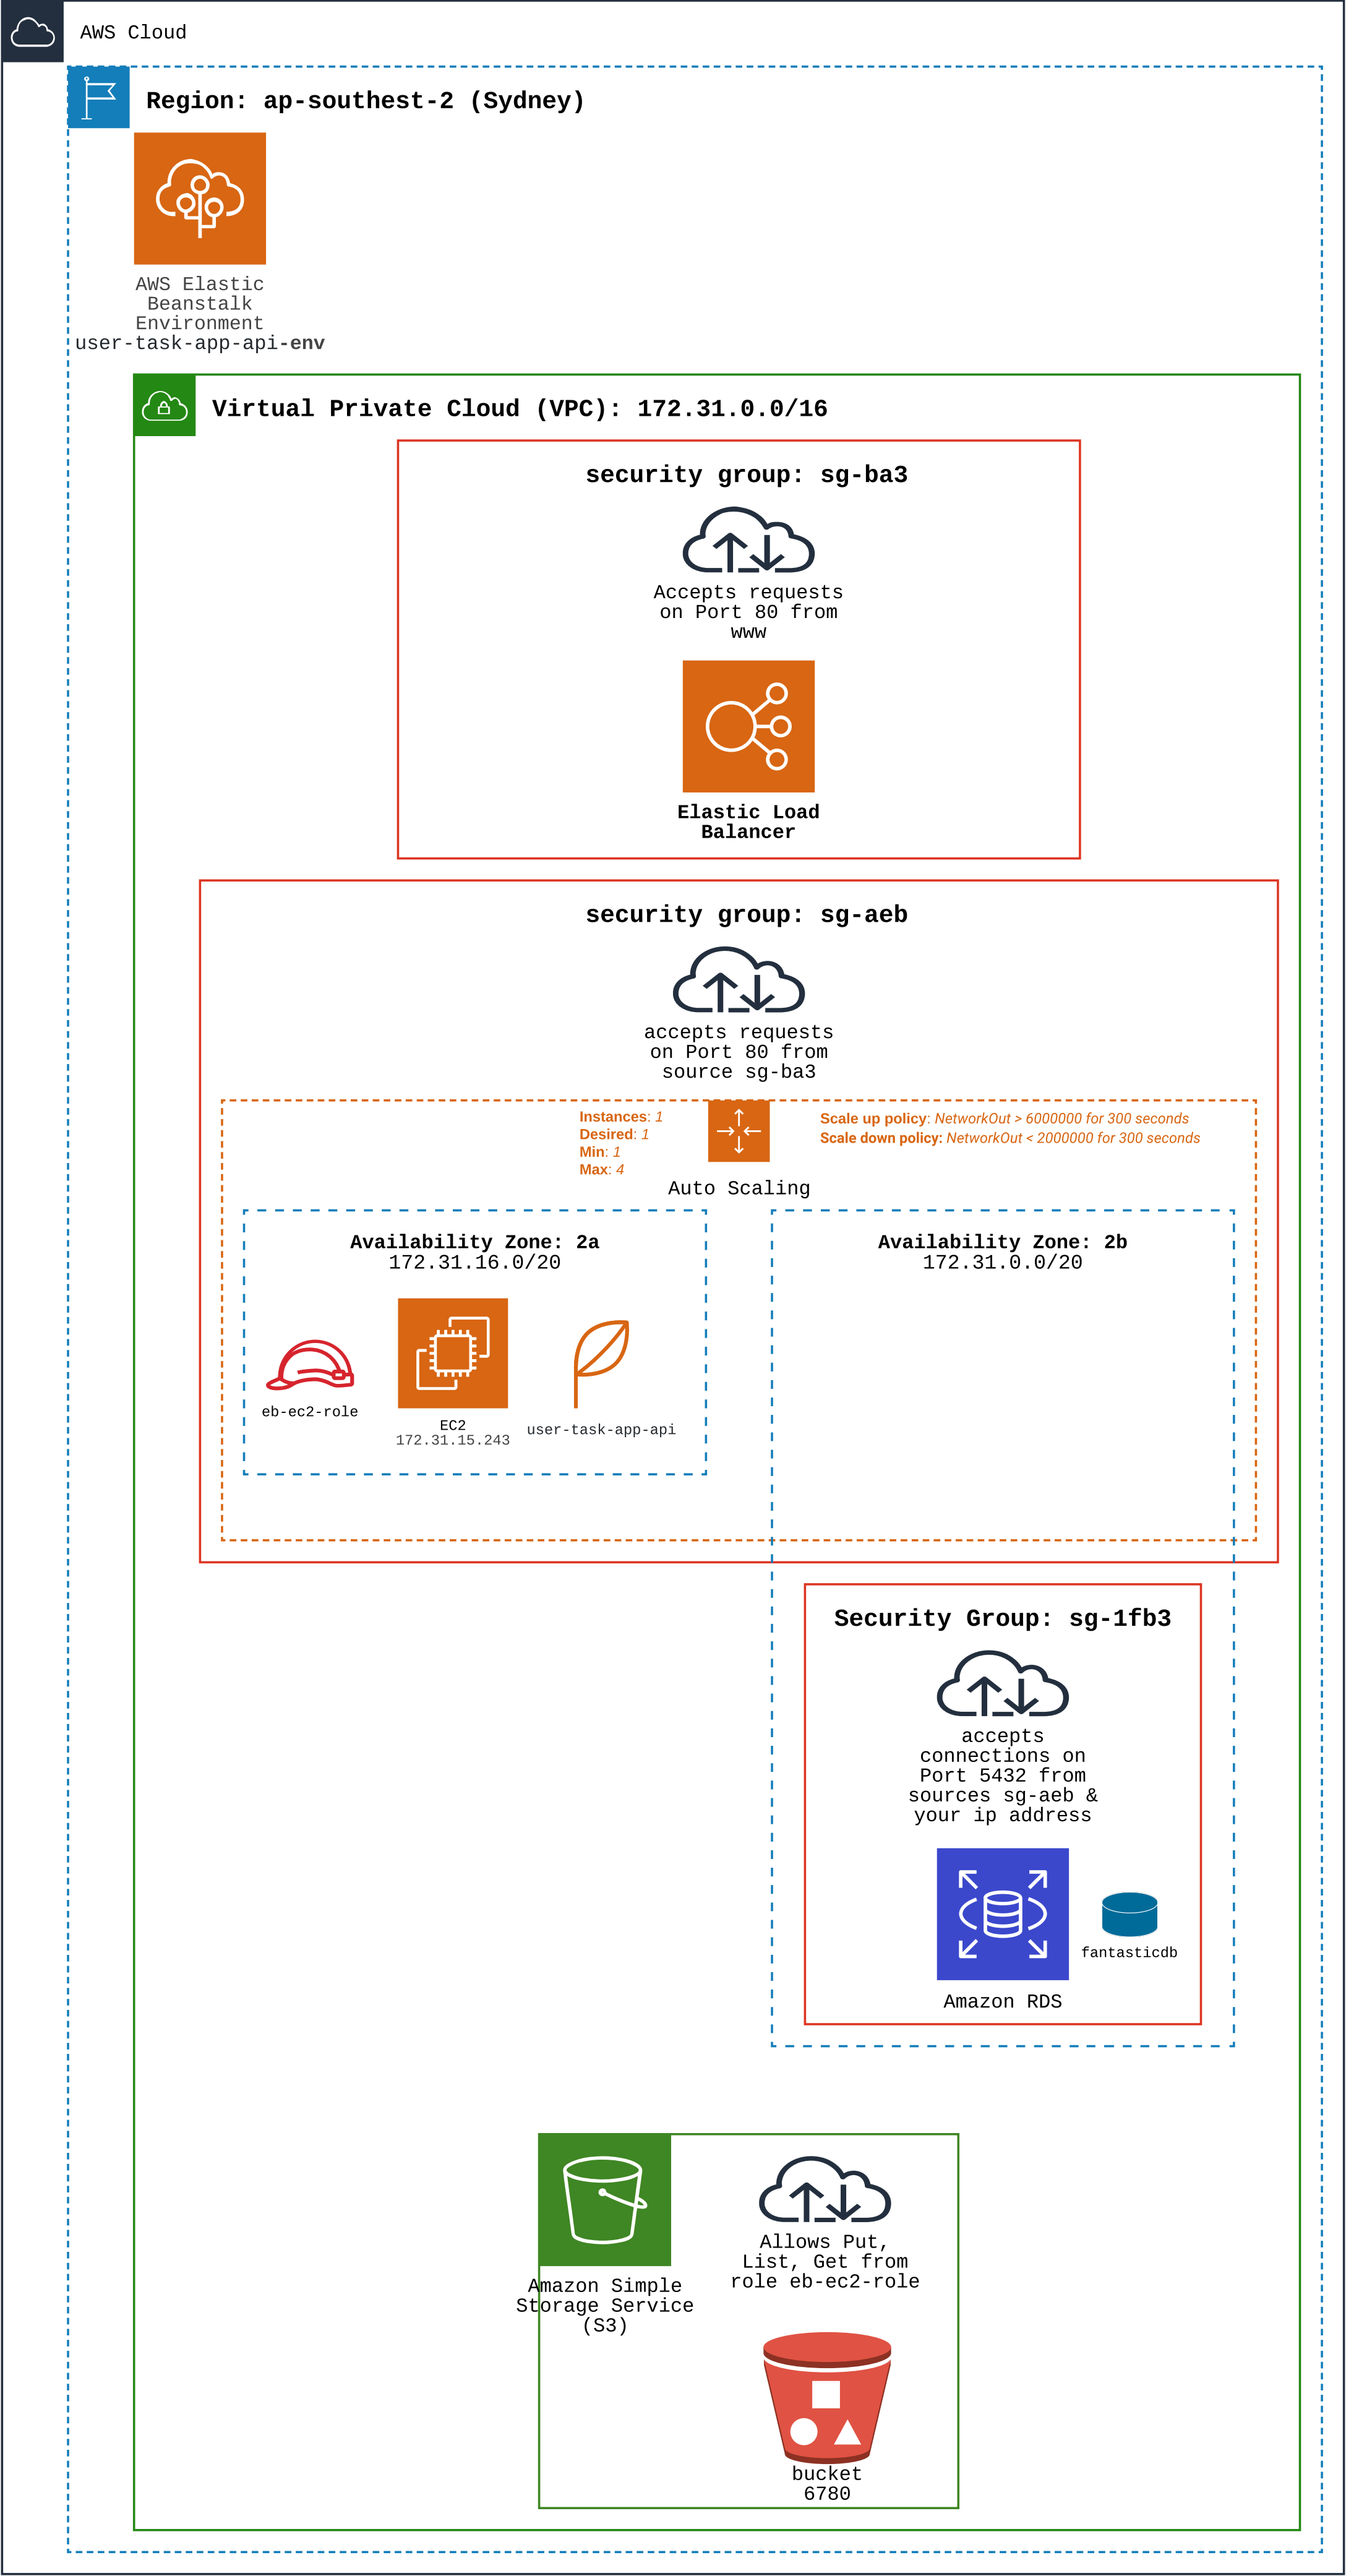 AWS Cloud
Region: ap-southest-2 (Sydney)
AWS Elastic
Beanstalk
Environment
user-task-app-api-env
Virtual Private Cloud (VPC): 172.31.0.0/16
security group: sg-ba3
Accepts requests
on Port 80 from
www
Elastic Load
Balancer
security group: sg-aeb
accepts requests
on Port 80 from
source sg-ba3
Instances: 1
Desired: 1
Min: 1
Max: 4
Auto Scaling
Scale up policy: NetworkOut > 6000000 for 300 seconds
Scale down policy: NetworkOut < 2000000 for 300 seconds
Availability Zone: 2a
172.31.16.0/20
eb-ec2-role
EC2
172.31.15.243
user-task-app-api
Availability Zone: 2b
172.31.0.0/20
Security Group: sg-1fb3
accepts
connections on
Port 5432 from
sources sg-aeb &
your ip address
Amazon RDS
fantasticdb
Amazon Simple
Storage Service
(S3)
Allows Put,
List, Get from
role eb-ec2-role
bucket
6780